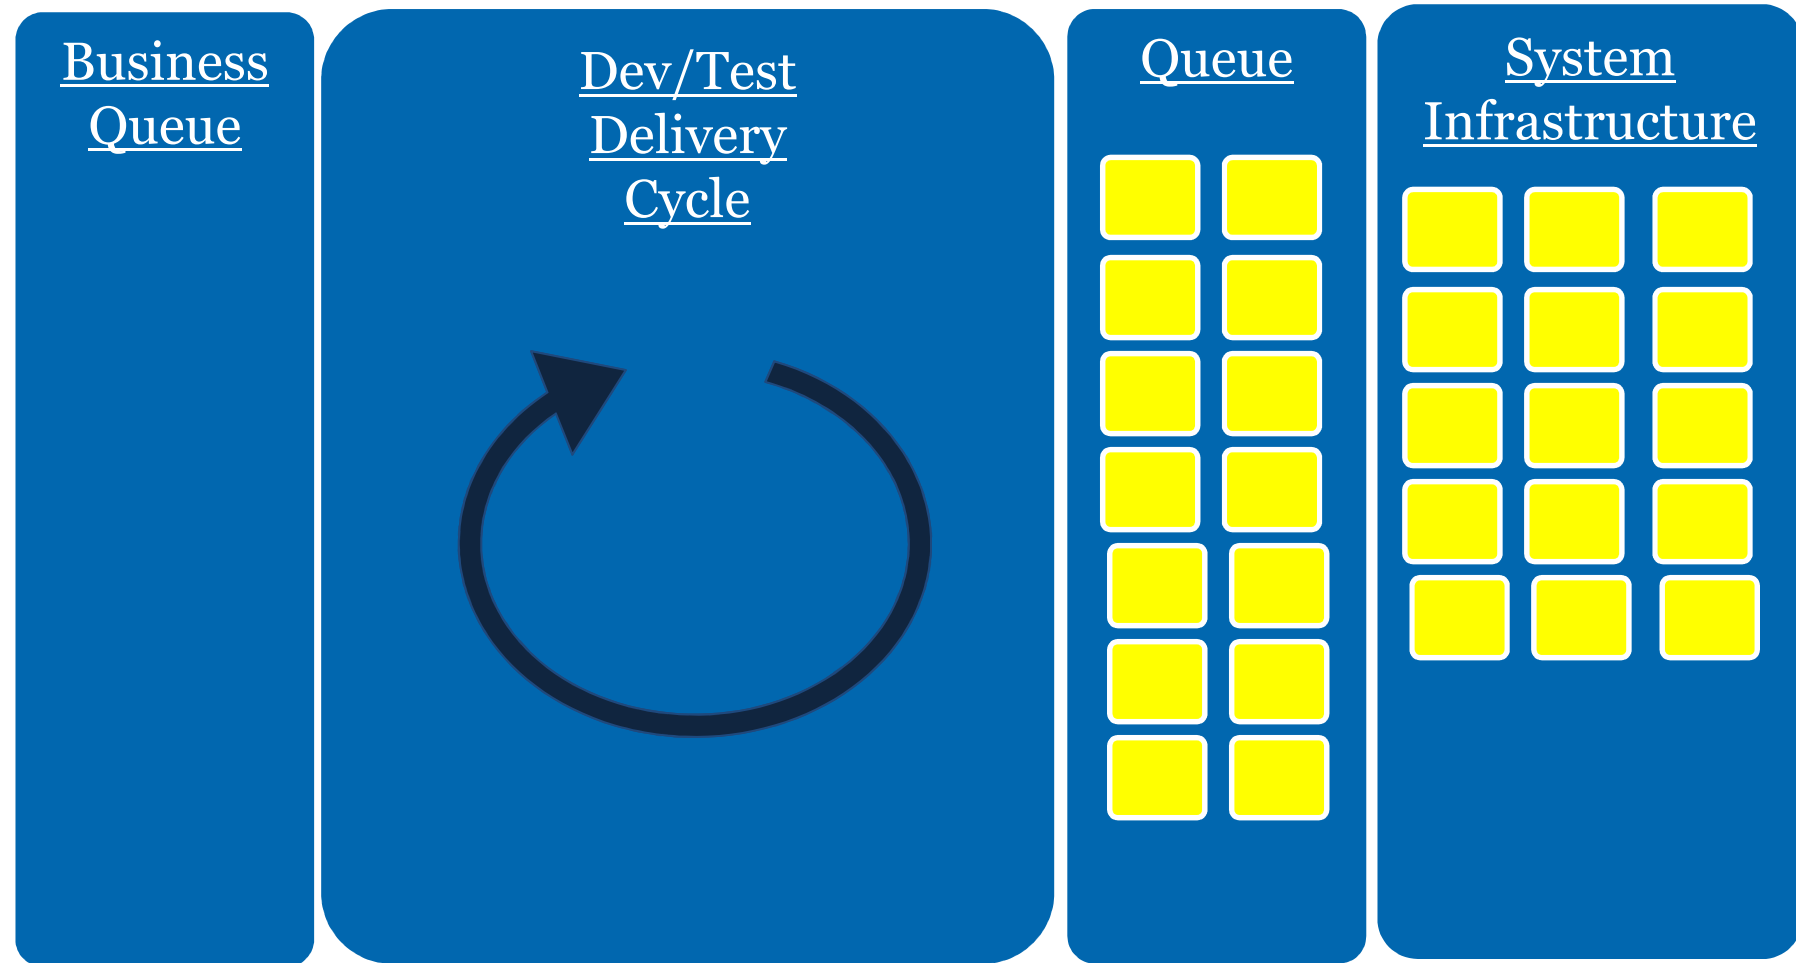 Business
Queue
Dev/Test
Delivery
Cycle
Queue
System
Infrastructure